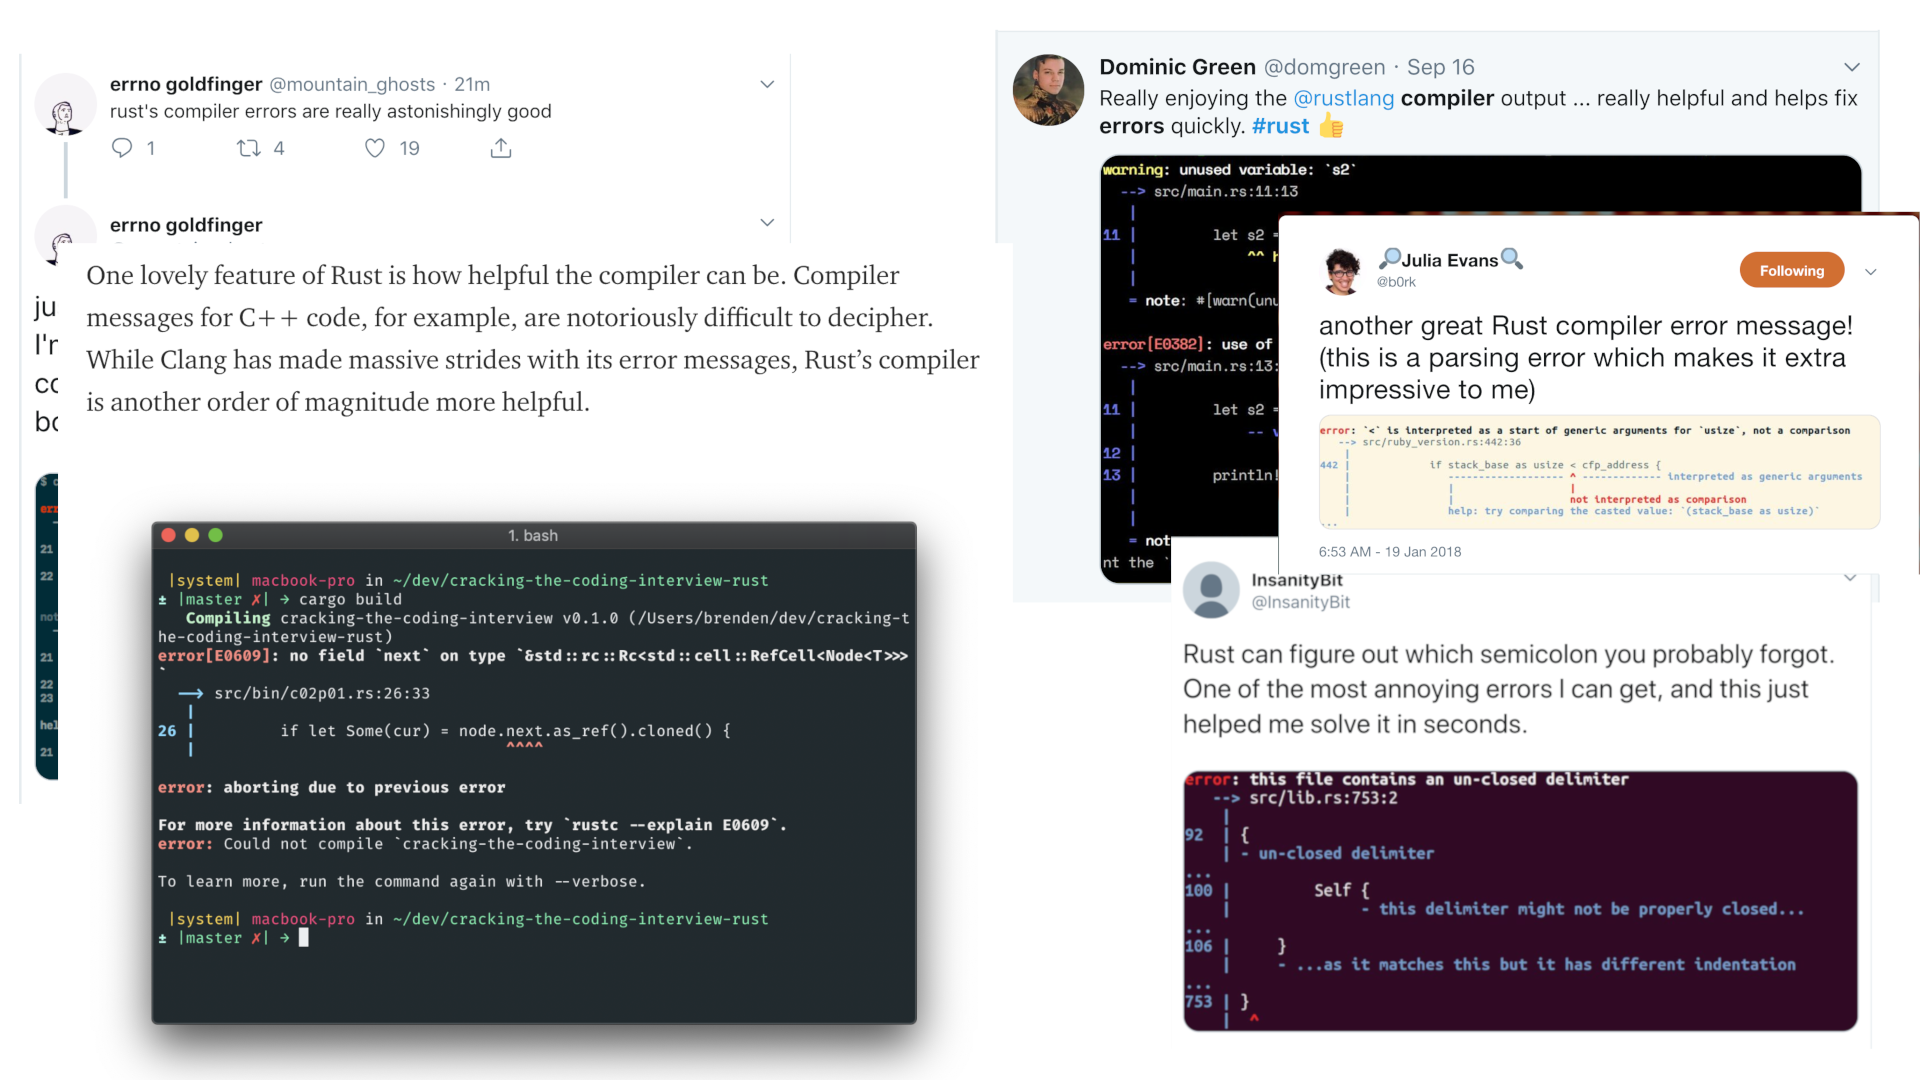 errno goldfinger @mountain_ghosts · 21m
rust's compiler errors are really astonishingly good
1 4 19
errno goldfinger
One lovely feature of Rust is how helpful the compiler can be. Compiler
messages for C++ code, for example, are notoriously difficult to decipher.
While Clang has made massive strides with its error messages, Rust’s compiler
is another order of magnitude more helpful.
21
22
21
22
23
21
1. bash
|system| macbook-pro in ~/dev/cracking-the-coding-interview-rust
± |master ✗| → cargo build
Compiling cracking-the-coding-interview v0.1.0 (/Users/brenden/dev/cracking-t
he-coding-interview-rust)
error[E0609]: no field `next` on type `&std::rc::Rc<std::cell::RefCell<Node<T>>>
`
--> src/bin/c02p01.rs:26:33
|
26 | if let Some(cur) = node.next.as_ref().cloned() {
| ^^^^
error: aborting due to previous error
For more information about this error, try `rustc --explain E0609`.
error: Could not compile `cracking-the-coding-interview`.
To learn more, run the command again with --verbose.
|system| macbook-pro in ~/dev/cracking-the-coding-interview-rust
± |master ✗| →
Dominic Green @domgreen · Sep 16
Really enjoying the @rustlang compiler output ... really helpful and helps fix
errors quickly. #rust 👍
warning: unused variable: `s2`
--> src/main.rs:11:13
|
11 | let s2 =
| ^^
|
= note: #[warn(unu
error[E0382]: use of
--> src/main.rs:13:
|
11 | let s2 =
| --
12 |
13 | println!
|
= not
nt the `
🔎Julia Evans🔍
@b0rk
Following
another great Rust compiler error message!
(this is a parsing error which makes it extra
impressive to me)
error: `<` is interpreted as a start of generic arguments for `usize`, not a comparison
--> src/ruby_version.rs:442:36
|
442 | if stack_base as usize < cfp_address {
| ------------------- ^ ------------- interpreted as generic arguments
| | |
| | not interpreted as comparison
| help: try comparing the casted value: `(stack_base as usize)`
...
6:53 AM - 19 Jan 2018
InsanityBit
@InsanityBit
Rust can figure out which semicolon you probably forgot.
One of the most annoying errors I can get, and this just
helped me solve it in seconds.
error: this file contains an un-closed delimiter
--> src/lib.rs:753:2
|
92 | {
| - un-closed delimiter
...
100 | Self {
| - this delimiter might not be properly closed...
...
106 | }
| - ...as it matches this but it has different indentation
...
753 | }
| ^